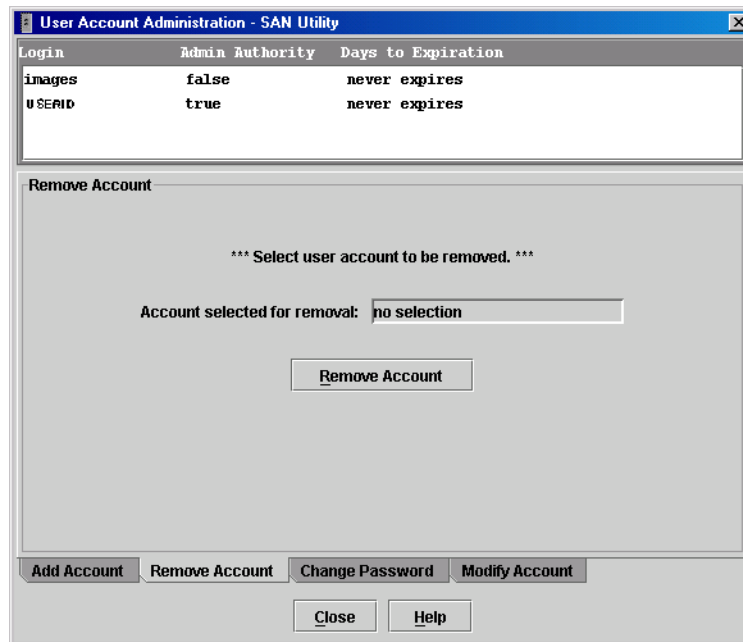 User Account Administration - SAN Utility
Login Admin Authority Days to Expiration
images false never expires
USERID true never expires
Remove Account
*** Select user account to be removed. ***
Account selected for removal: no selection
Remove Account
Add Account Remove Account Change Password Modify Account
Close Help